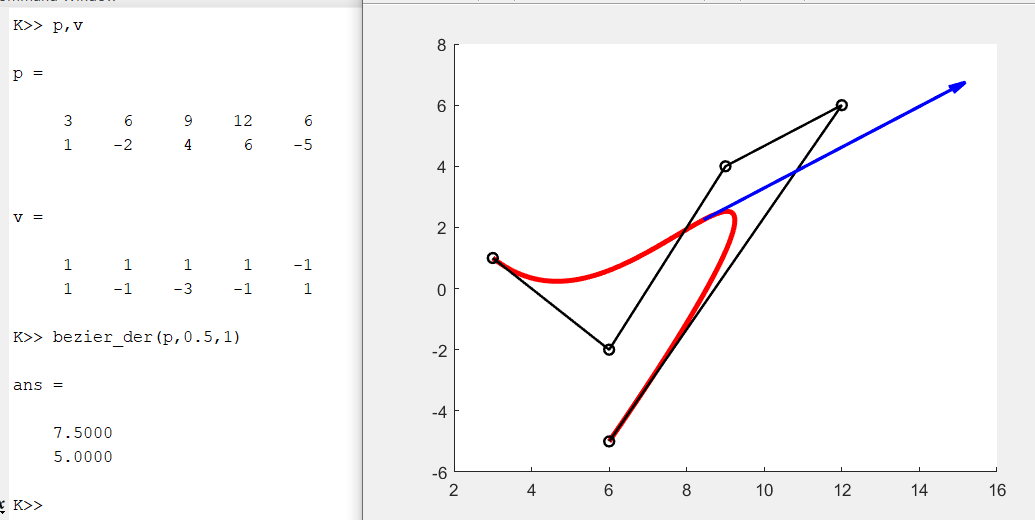 K>> p,v
p =
3 6 9 12 6
1 -2 4 6 -5
v =
1 1 1 1 -1
1 -1 -3 -1 1
K>> bezier_der(p,0.5,1)
ans =
7.5000
5.0000
K>>
8
6
4
2
0
-2
-4
-6
2 4 6 8 10 12 14 16